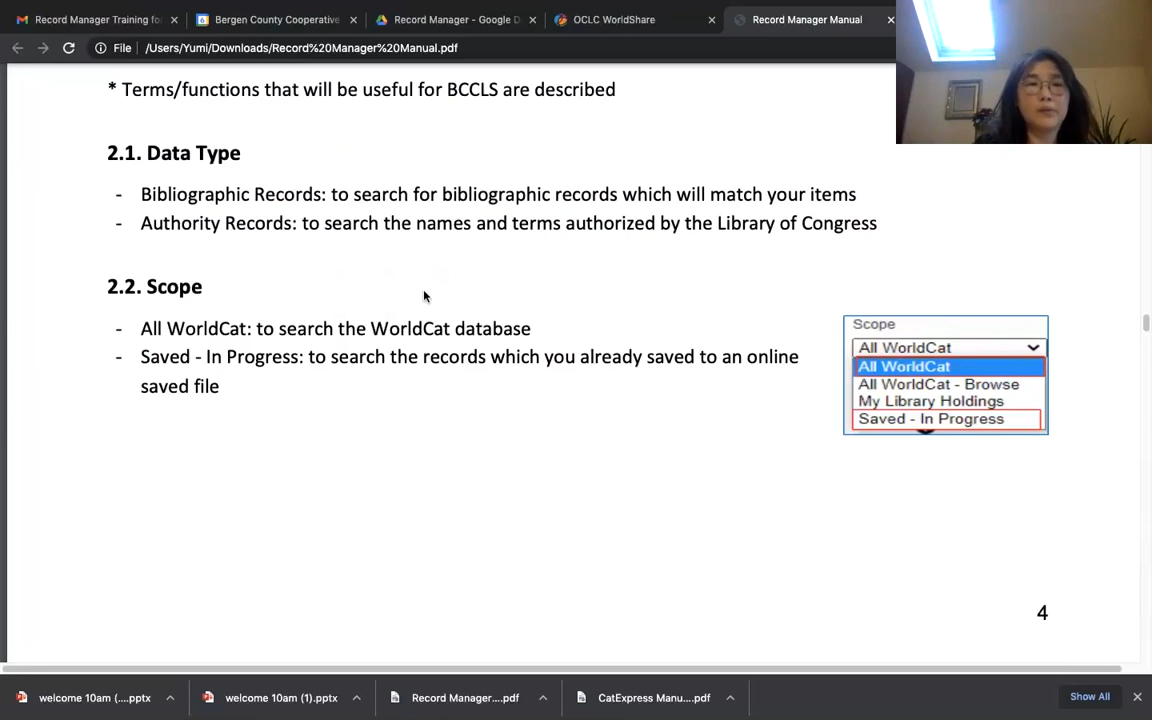 Record Manager Training fo
Bergen County Cooperative
Record Manager - Google D
OCLC WorldShare
Record Manager Manual
File | /Users/Yumi/Downloads/Record%20Manager%20Manual.pdf
* Terms/functions that will be useful for BCCLS are described
2.1. Data Type
- Bibliographic Records: to search for bibliographic records which will match your items
- Authority Records: to search the names and terms authorized by the Library of Congress
2.2. Scope
- All WorldCat: to search the WorldCat database
- Saved - In Progress: to search the records which you already saved to an online
saved file
Scope
All WorldCat
All WorldCat
All WorldCat - Browse
My Library Holdings
Saved - In Progress
4
welcome 10am (....pptx
welcome 10am (1).pptx
Record Manager....pdf
CatExpress Manu....pdf
Show All